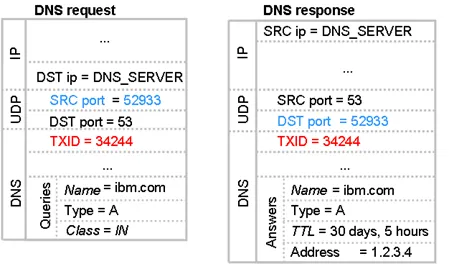 DNS request
IP
...
DST ip = DNS_SERVER
UDP
SRC port = 52933
DST port = 53
DNS
TXID = 34244
...
Queries
Name = ibm.com
Type = A
Class = IN
DNS response
IP
SRC ip = DNS_SERVER
...
UDP
SRC port = 53
DST port = 52933
DNS
TXID = 34244
...
Answers
Name = ibm.com
Type = A
TTL = 30 days, 5 hours
Address = 1.2.3.4